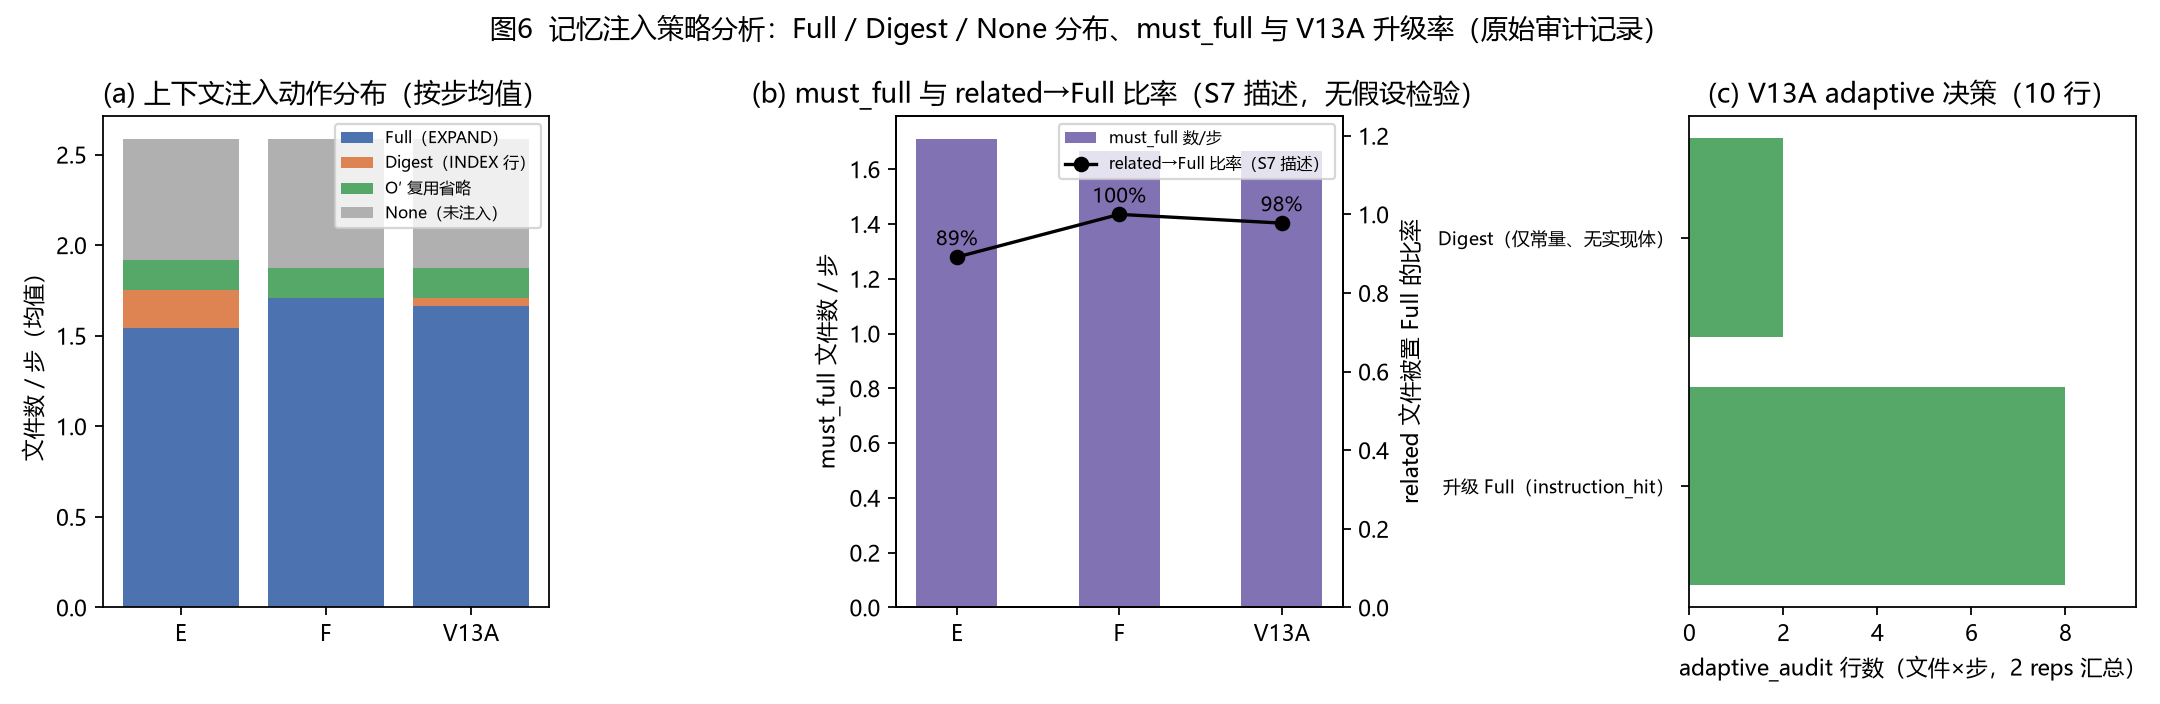 图6  记忆注入策略分析：Full / Digest / None 分布、must_full 与 V13A 升级率（原始审计记录）
(a) 上下文注入动作分布（按步均值）
文件数 / 步（均值）
2.5
2.0
1.5
1.0
0.5
0.0
E
F
V13A
Full（EXPAND）
Digest（INDEX 行）
O′ 复用省略
None（未注入）
(b) must_full 与 related→Full 比率（S7 描述，无假设检验）
must_full 文件数 / 步
1.6
1.4
1.2
1.0
0.8
0.6
0.4
0.2
0.0
must_full 数/步
related→Full 比率（S7 描述）
89%
100%
98%
E
F
V13A
1.2
1.0
0.8
0.6
0.4
0.2
0.0
related 文件被置 Full 的比率
(c) V13A adaptive 决策（10 行）
Digest（仅常量、无实现体）
升级 Full（instruction_hit）
0
2
4
6
8
adaptive_audit 行数（文件×步，2 reps 汇总）